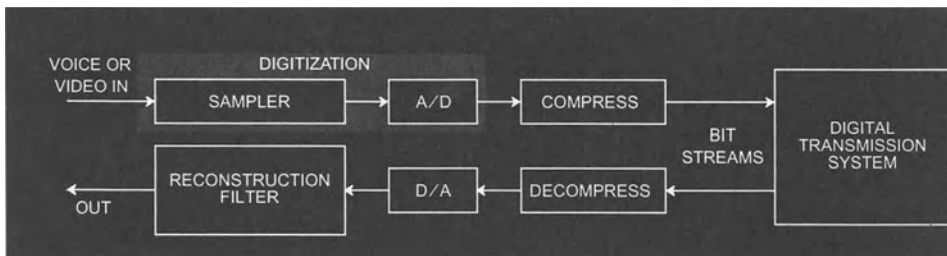 VOICE OR
VIDEO IN
DIGITIZATION
SAMPLER
A/D
COMPRESS
BIT
STREAMS
DIGITAL
TRANSMISSION
SYSTEM
OUT
RECONSTRUCTION
FILTER
D/A
DECOMPRESS